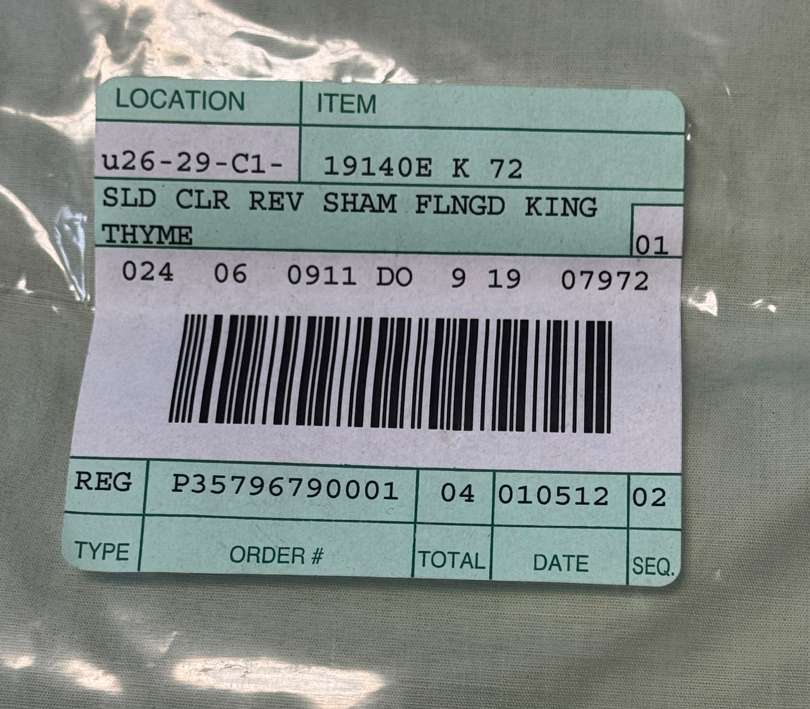 LOCATION ITEM
u26-29-C1- 19140E K 72
SLD CLR REV SHAM FLNGD KING
THYME 01
024 06 0911 DO 9 19 07972
REG P35796790001 04 010512 02
TYPE ORDER # TOTAL DATE SEQ.